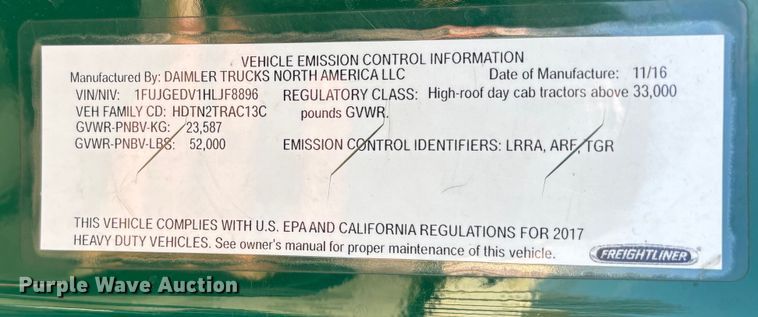 VEHICLE EMISSION CONTROL INFORMATION
Manufactured By: DAIMLER TRUCKS NORTH AMERICA LLC Date of Manufacture: 11/16
VIN/NIV: 1FUJGEDV1HLJF8896 REGULATORY CLASS: High-roof day cab tractors above 33,000
VEH FAMILY CD: HDTN2TRAC13C pounds GVWR.
GVWR-PNBV-KG: 23,587
GVWR-PNBV-LBS: 52,000 EMISSION CONTROL IDENTIFIERS: LRRA, ARF, TGR
THIS VEHICLE COMPLIES WITH U.S. EPA AND CALIFORNIA REGULATIONS FOR 2017
HEAVY DUTY VEHICLES. See owner's manual for proper maintenance of this vehicle.
FREIGHTLINER
Purple Wave Auction